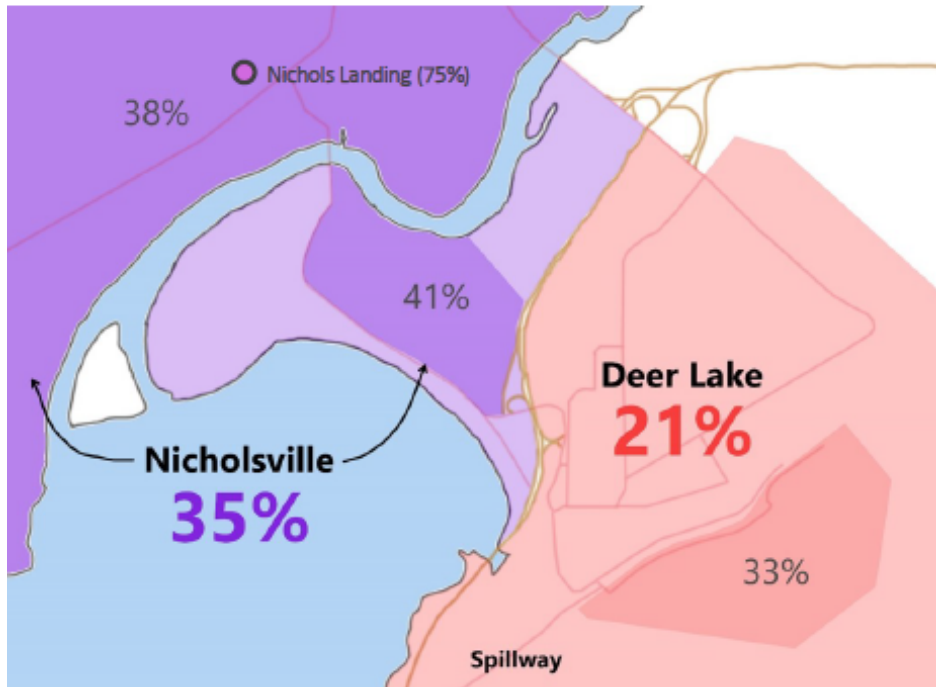 Nichols Landing (75%)
38%
41%
Deer Lake
21%
Nicholsville
35%
33%
Spillway